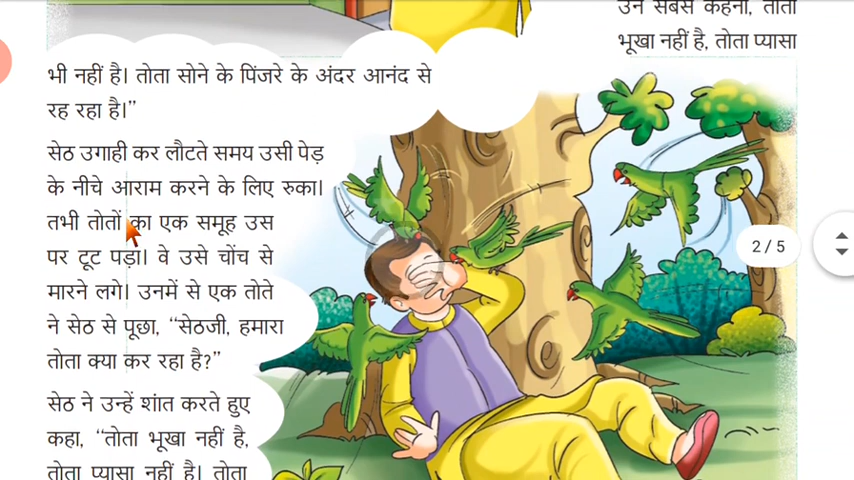 उन सबसे कहना, तोता
भूखा नहीं है, तोता प्यासा
भी नहीं है। तोता सोने के पिंजरे के अंदर आनंद से
रह रहा है।”
सेठ उगाही कर लौटते समय उसी पेड़
के नीचे आराम करने के लिए रुका।
तभी तोतों का एक समूह उस
पर टूट पड़ा। वे उसे चोंच से
मारने लगे। उनमें से एक तोते
ने सेठ से पूछा, “सेठजी, हमारा
तोता क्या कर रहा है?”
सेठ ने उन्हें शांत करते हुए
कहा, “तोता भूखा नहीं है,
तोता प्यासा नहीं है। तोता
2 / 5